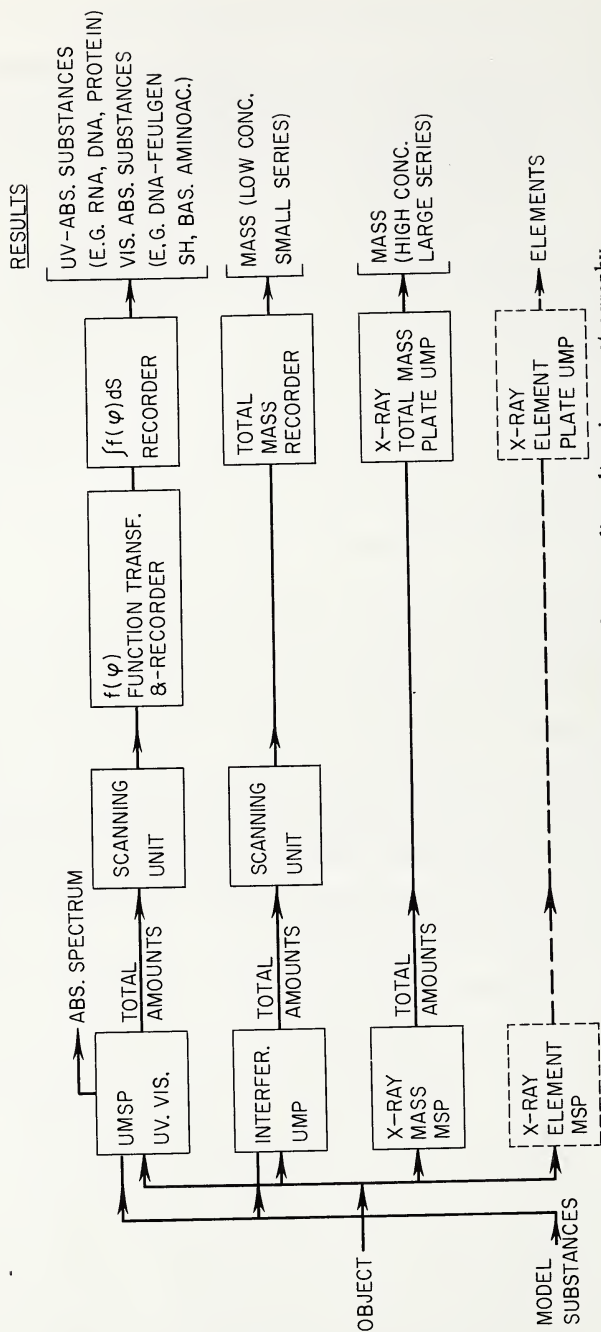 RESULTS
ABS. SPECTRUM
UMSP
UV. VIS.
TOTAL
AMOUNTS
SCANNING
UNIT
f(φ)
FUNCTION TRANSF.
&-RECORDER
∫f(φ)dS
RECORDER
UV-ABS. SUBSTANCES
(E.G. RNA, DNA, PROTEIN)
VIS. ABS. SUBSTANCES
(E.G. DNA-FEULGEN
SH, BAS. AMINOAC.)
INTERFER.
UMP
TOTAL
AMOUNTS
SCANNING
UNIT
TOTAL
MASS
RECORDER
MASS (LOW CONC.
SMALL SERIES)
OBJECT
X-RAY
MASS
MSP
TOTAL
AMOUNTS
X-RAY
TOTAL MASS
PLATE UMP
MASS
(HIGH CONC.
LARGE SERIES)
MODEL
SUBSTANCES
X-RAY
ELEMENT
MSP
X-RAY
ELEMENT
PLATE UMP
ELEMENTS